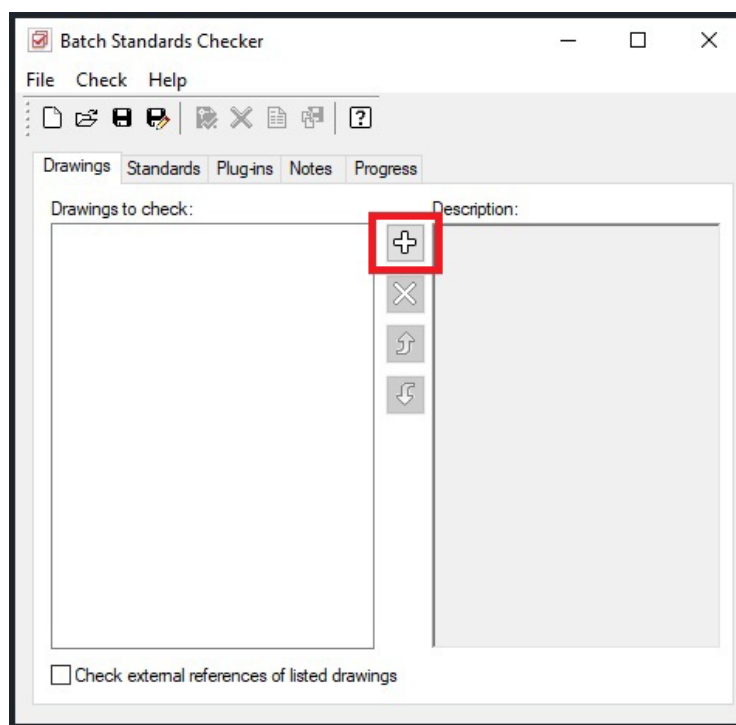 Batch Standards Checker
File Check Help
Drawings Standards Plug-ins Notes Progress
Drawings to check:
Description:
Check external references of listed drawings